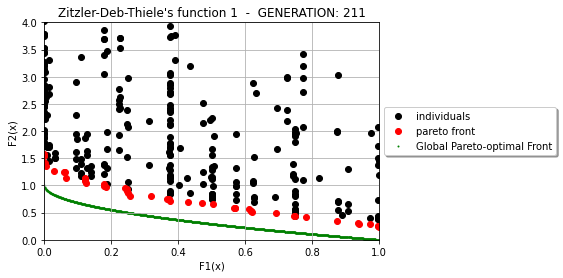 Zitzler-Deb-Thiele's function 1 - GENERATION: 211
4.0
3.5
3.0
2.5
2.0
1.5
1.0
0.5
0.0
F2(x)
0.0 0.2 0.4 0.6 0.8 1.0
F1(x)
individuals
pareto front
Global Pareto-optimal Front